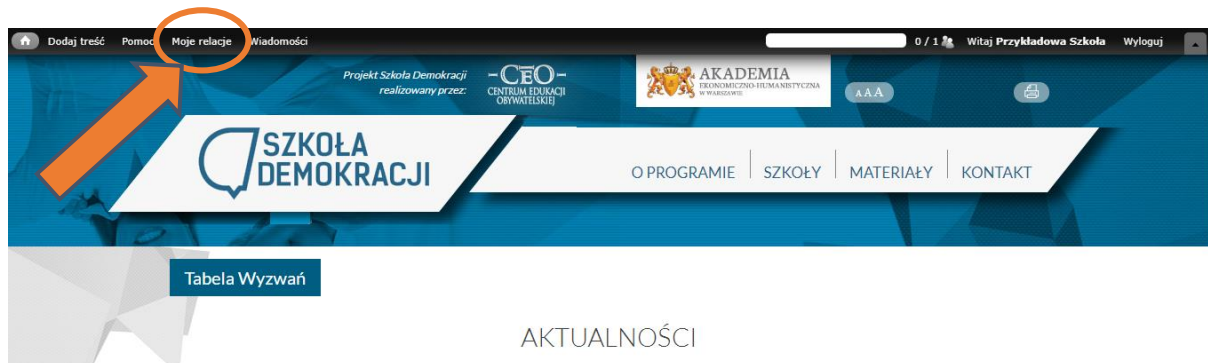 Dodaj treść Pomoc Moje relacje Wiadomości 0 / 1 Witaj Przykładowa Szkoła Wyloguj
Projekt Szkoła Demokracji
realizowany przez:
CEO
CENTRUM EDUKACJI
OBYWATELSKIEJ
AKADEMIA
EKONOMICZNO-HUMANISTYCZNA
W WARSZAWIE
A A A
SZKOŁA
DEMOKRACJI
O PROGRAMIE SZKOŁY MATERIAŁY KONTAKT
Tabela Wyzwań
AKTUALNOŚCI